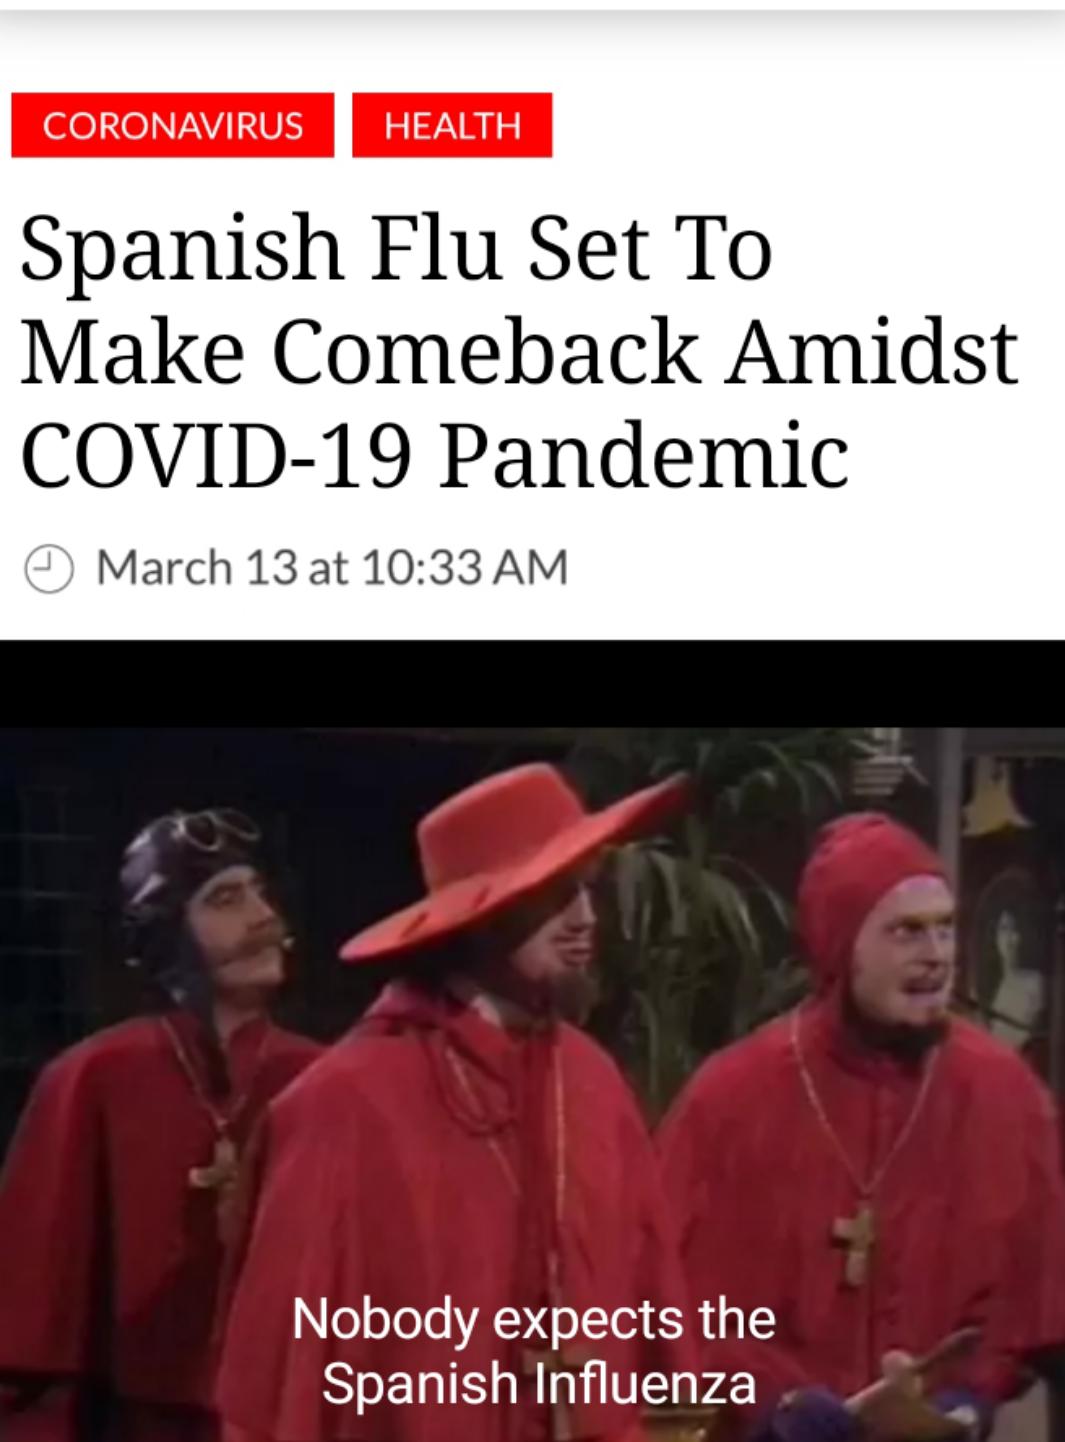 CORONAVIRUS HEALTH
Spanish Flu Set To
Make Comeback Amidst
COVID-19 Pandemic
March 13 at 10:33 AM
Nobody expects the
Spanish Influenza